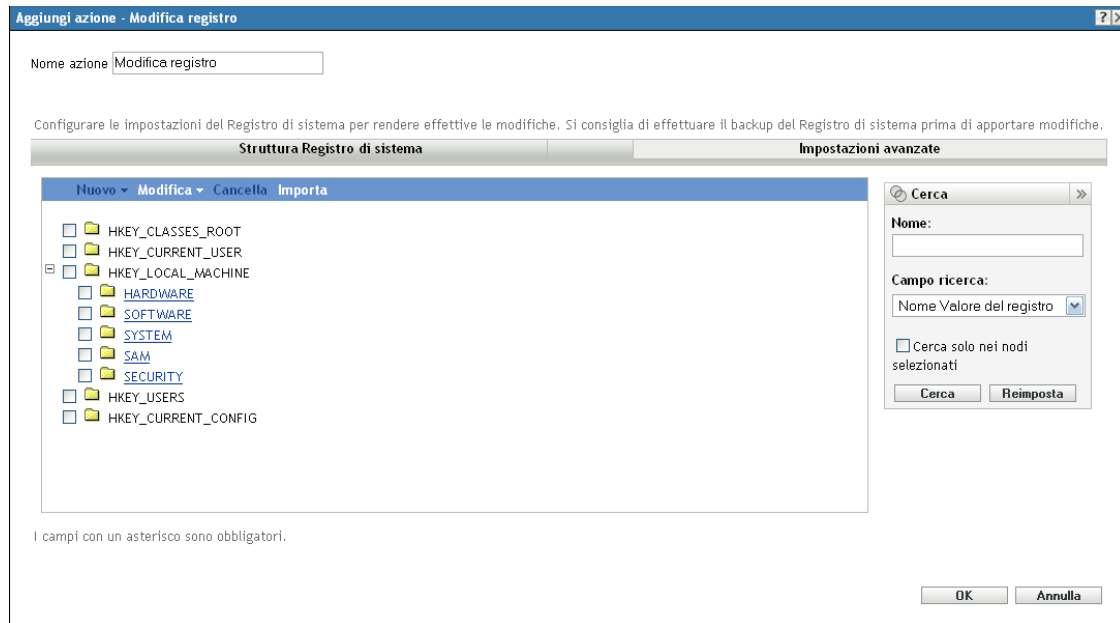 Aggiungi azione - Modifica registro
Nome azione Modifica registro
Configurare le impostazioni del Registro di sistema per rendere effettive le modifiche. Si consiglia di effettuare il backup del Registro di sistema prima di apportare modifiche.
Struttura Registro di sistema Impostazioni avanzate
Nuovo Modifica Cancella Importa
HKEY_CLASSES_ROOT
HKEY_CURRENT_USER
HKEY_LOCAL_MACHINE
HARDWARE
SOFTWARE
SYSTEM
SAM
SECURITY
HKEY_USERS
HKEY_CURRENT_CONFIG
Cerca
Nome:
Campo ricerca:
Nome Valore del registro
Cerca solo nei nodi
selezionati
Cerca Reimposta
I campi con un asterisco sono obbligatori.
OK Annulla